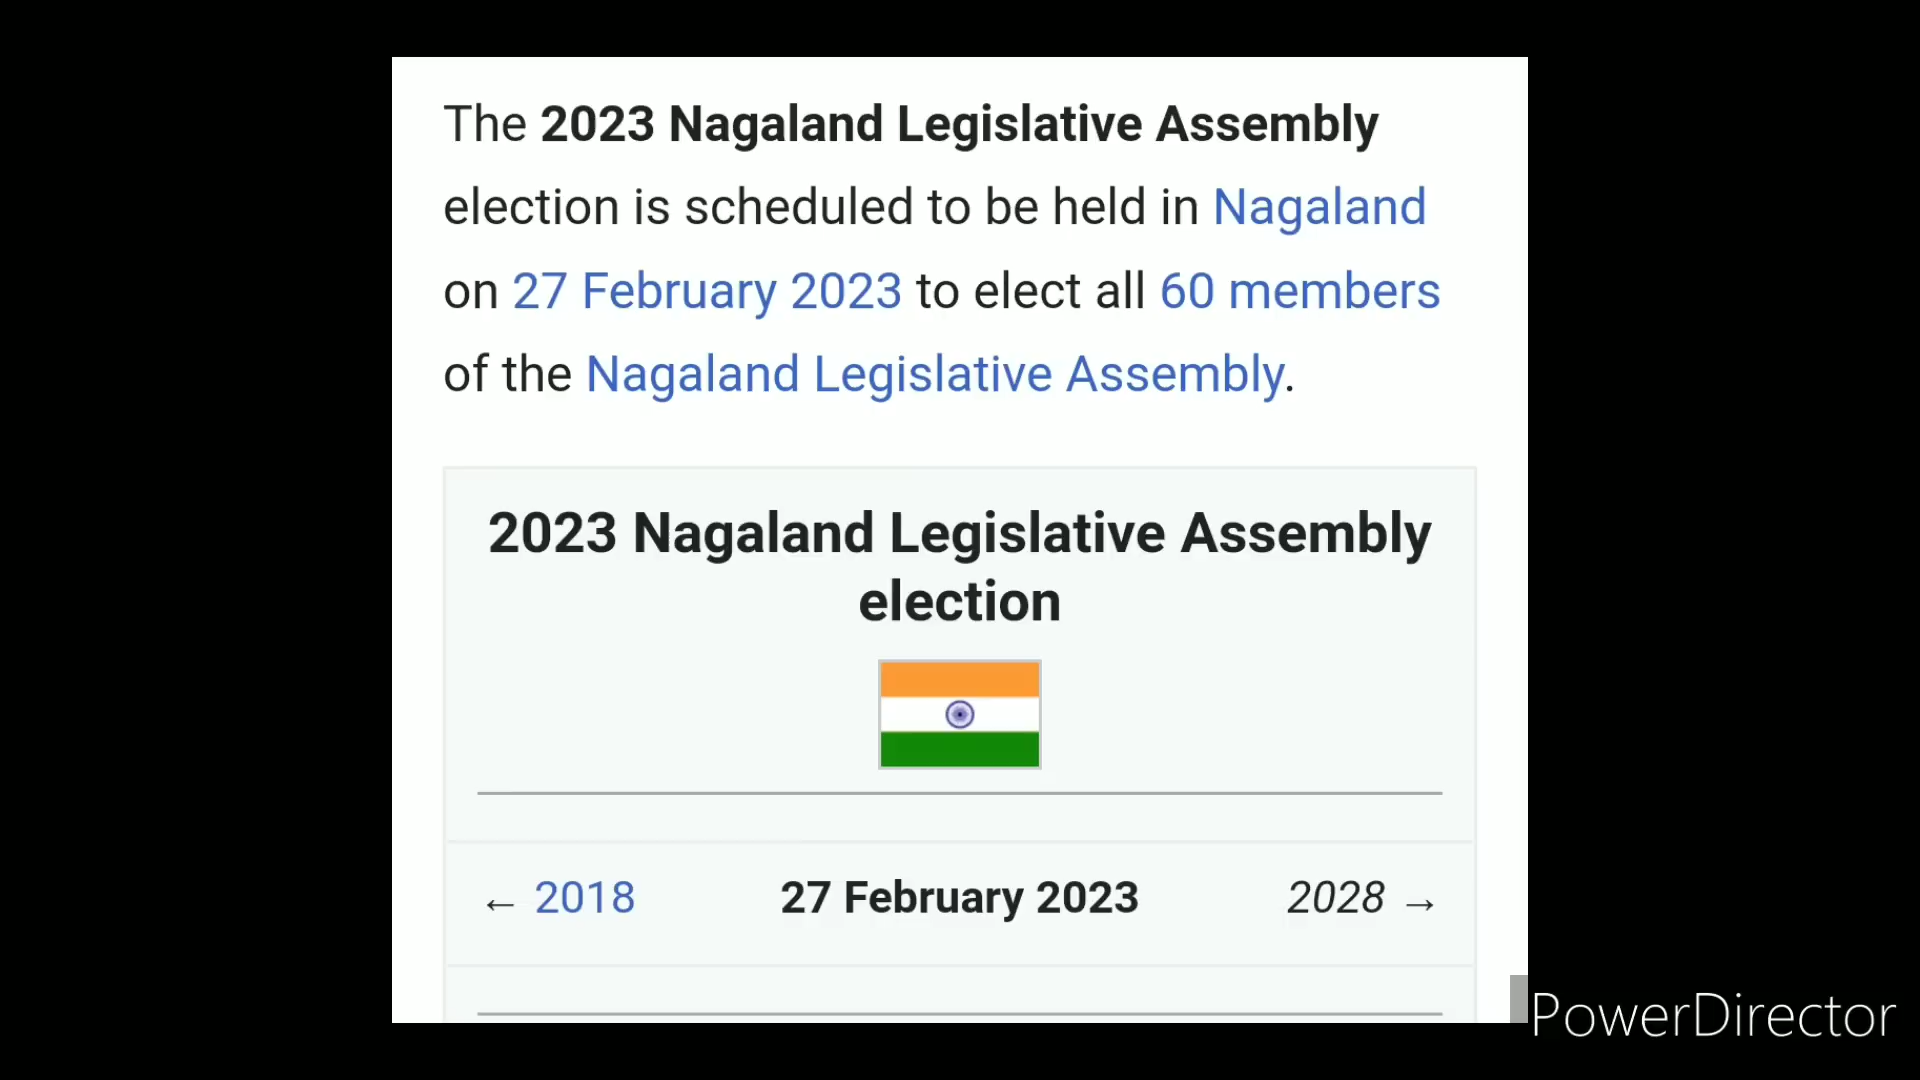 The 2023 Nagaland Legislative Assembly
election is scheduled to be held in Nagaland
on 27 February 2023 to elect all 60 members
of the Nagaland Legislative Assembly.
2023 Nagaland Legislative Assembly
election
← 2018 27 February 2023 2028 →
PowerDirector